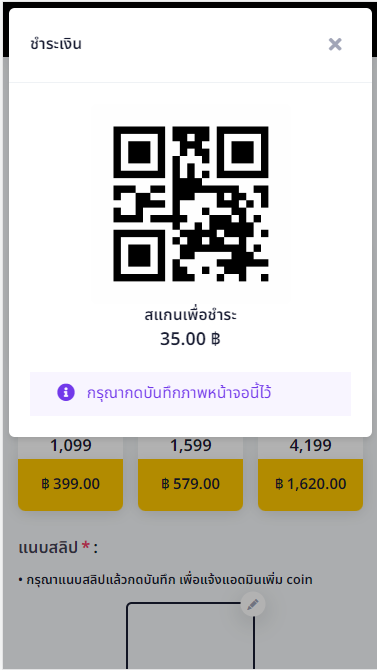 ชำระเงิน
สแกนเพื่อชำระ
35.00 ฿
กรุณากดบันทึกภาพหน้าจอนี้ไว้
1,099 1,599 4,199
฿ 399.00 ฿ 579.00 ฿ 1,620.00
แนบสลิป * :
• กรุณาแนบสลิปแล้วกดบันทึก เพื่อแจ้งแอดมินเพิ่ม coin